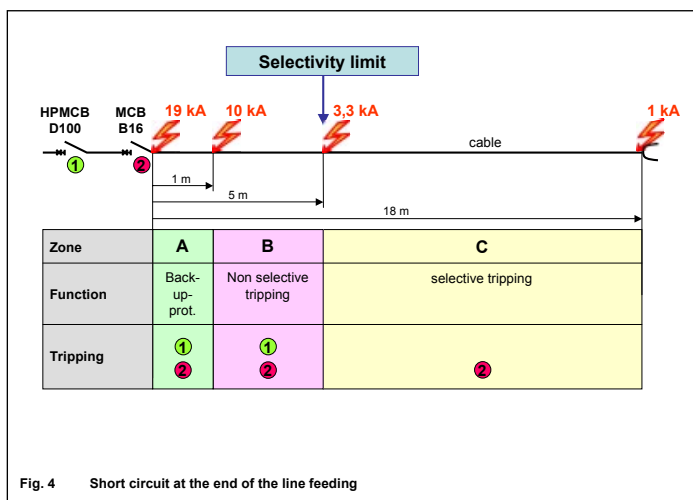 Selectivity limit
HPMCB
D100
MCB
B16
19 kA
10 kA
3,3 kA
1 kA
cable
1
2
1 m
5 m
18 m
Zone
A
B
C
Function
Back-
up-
prot.
Non selective
tripping
selective tripping
Tripping
1
2
1
2
2
Fig. 4 Short circuit at the end of the line feeding